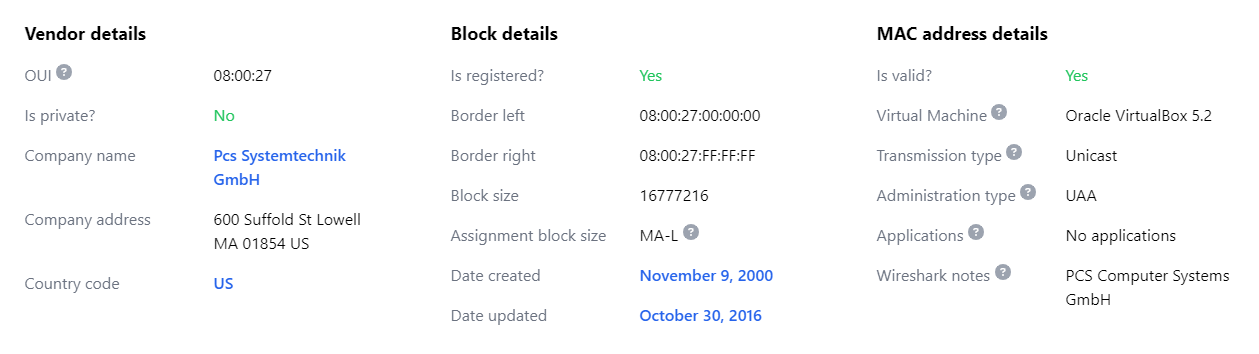 Vendor details
OUI ? 08:00:27
Is private? No
Company name Pcs Systemtechnik
GmbH
Company address 600 Suffold St Lowell
MA 01854 US
Country code US
Block details
Is registered? Yes
Border left 08:00:27:00:00:00
Border right 08:00:27:FF:FF:FF
Block size 16777216
Assignment block size MA-L ?
Date created November 9, 2000
Date updated October 30, 2016
MAC address details
Is valid? Yes
Virtual Machine ? Oracle VirtualBox 5.2
Transmission type ? Unicast
Administration type ? UAA
Applications ? No applications
Wireshark notes ? PCS Computer Systems
GmbH